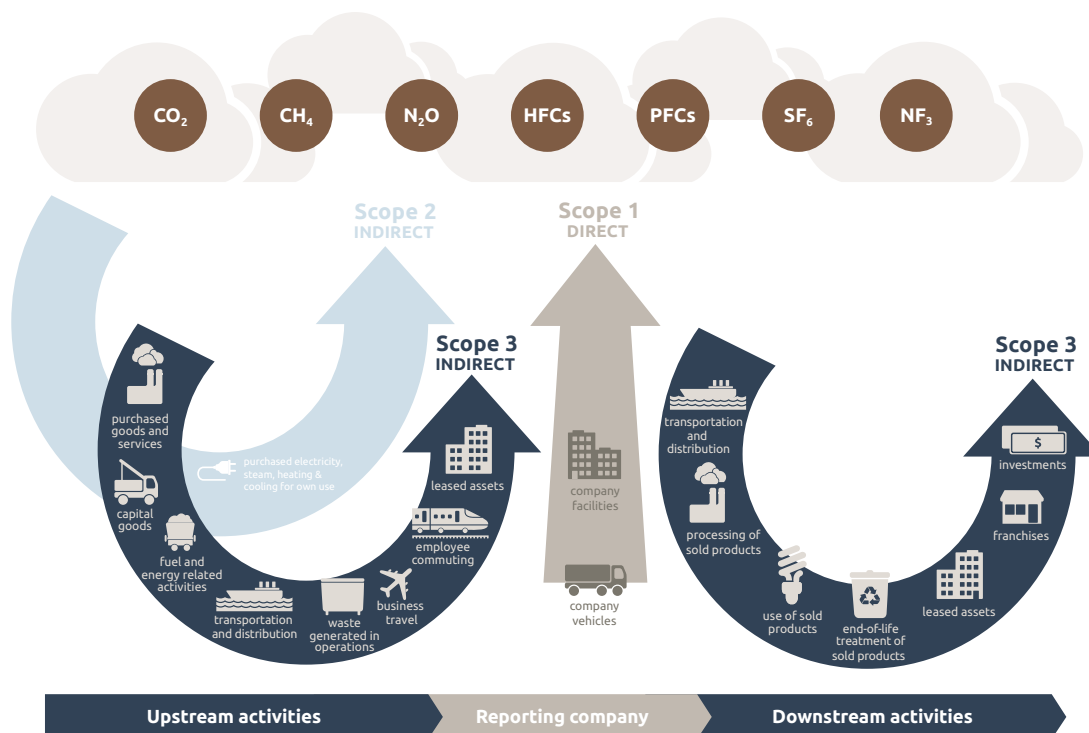 CO₂
CH₄
N₂O
HFCs
PFCs
SF₆
NF₃
Scope 2
INDIRECT
Scope 1
DIRECT
Scope 3
INDIRECT
Scope 3
INDIRECT
purchased
goods and
services
capital
goods
fuel and
energy related
activities
transportation
and distribution
waste
generated in
operations
business
travel
employee
commuting
leased assets
purchased electricity,
steam, heating &
cooling for own use
company
facilities
company
vehicles
transportation
and
distribution
processing of
sold products
use of sold
products
end-of-life
treatment of
sold products
leased assets
franchises
$
investments
Upstream activities
Reporting company
Downstream activities